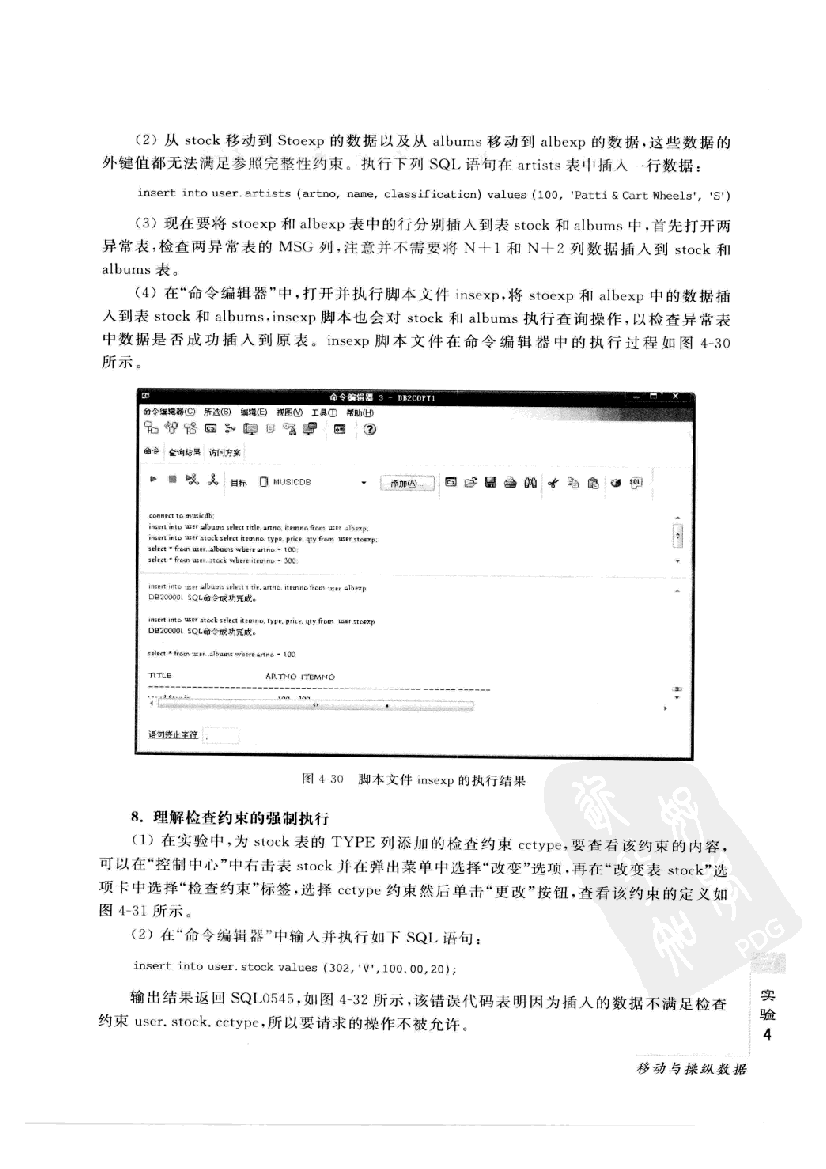 (2) 从 stock 移动到 Stoexp 的数据以及从 albums 移动到 albexp 的数据,这些数据的
外键值都无法满足参照完整性约束。执行下列 SQL 语句在 artists 表中插入一行数据:
insert into user.artists (artno, name, classification) values (100, 'Patti & Cart Wheels', 'S')
(3) 现在要将 stoexp 和 albexp 表中的行分别插入到表 stock 和 albums 中,首先打开两
异常表,检查两异常表的 MSG 列,注意并不需要将 N+1 和 N+2 列数据插入到 stock 和
albums 表。
(4) 在“命令编辑器”中,打开并执行脚本文件 insexp,将 stoexp 和 albexp 中的数据插
入到表 stock 和 albums,insexp 脚本也会对 stock 和 albums 执行查询操作,以检查异常表
中数据是否成功插入到原表。insexp 脚本文件在命令编辑器中的执行过程如图 4-30
所示。
命令编辑器 3 - DB2COPY1
命令编辑器(C) 所选(S) 编辑(E) 视图(V) 工具(T) 帮助(H)
命令 查询结果 访问方案
目标 MUSICDB 添加(A)...
connect to musicdb;
insert into user.albums select title, artno, itemno from user.albexp;
insert into user.stock select itemno, type, price, qty from user.stoexp;
select * from user.albums where artno = 100;
select * from user.stock where itemno = 300;
insert into user.albums select title, artno, itemno from user.albexp
DB20000I SQL命令成功完成。
insert into user.stock select itemno, type, price, qty from user.stoexp
DB20000I SQL命令成功完成。
select * from user.albums where artno = 100
TITLE ARTNO ITEMNO
语句终止字符 ;
图 4-30 脚本文件 insexp 的执行结果
8. 理解检查约束的强制执行
(1) 在实验中,为 stock 表的 TYPE 列添加的检查约束 cctype,要查看该约束的内容,
可以在“控制中心”中右击表 stock 并在弹出菜单中选择“改变”选项,再在“改变表 stock”选
项卡中选择“检查约束”标签,选择 cctype 约束然后单击“更改”按钮,查看该约束的定义如
图 4-31 所示。
(2) 在“命令编辑器”中输入并执行如下 SQL 语句:
insert into user.stock values (302,'V',100.00,20);
输出结果返回 SQL0545,如图 4-32 所示,该错误代码表明因为插入的数据不满足检查
约束 user.stock.cctype,所以要请求的操作不被允许。
PDG
实
验
4
移动与操纵数据